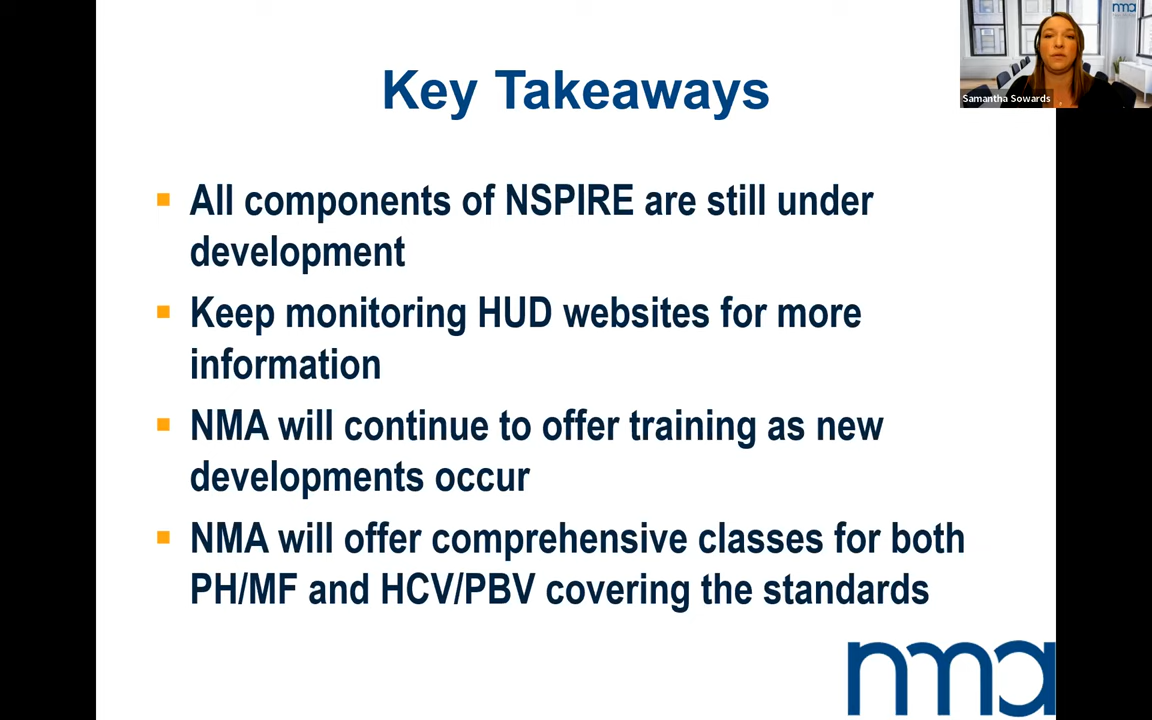 nma
Samantha Sowards
Key Takeaways
All components of NSPIRE are still under
development
Keep monitoring HUD websites for more
information
NMA will continue to offer training as new
developments occur
NMA will offer comprehensive classes for both
PH/MF and HCV/PBV covering the standards
nma